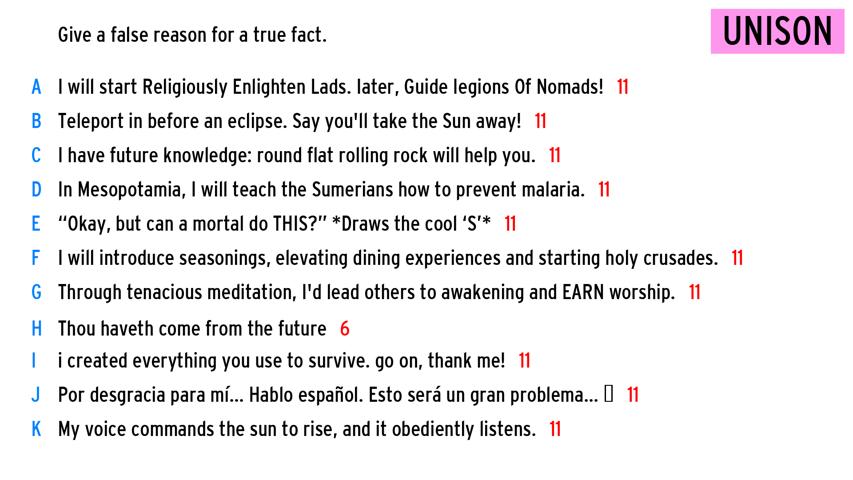 Give a false reason for a true fact.
UNISON
A I will start Religiously Enlighten Lads. later, Guide legions Of Nomads! 11
B Teleport in before an eclipse. Say you'll take the Sun away! 11
C I have future knowledge: round flat rolling rock will help you. 11
D In Mesopotamia, I will teach the Sumerians how to prevent malaria. 11
E “Okay, but can a mortal do THIS?” *Draws the cool ‘S’* 11
F I will introduce seasonings, elevating dining experiences and starting holy crusades. 11
G Through tenacious meditation, I'd lead others to awakening and EARN worship. 11
H Thou haveth come from the future 6
I i created everything you use to survive. go on, thank me! 11
J Por desgracia para mí... Hablo español. Esto será un gran problema... 11
K My voice commands the sun to rise, and it obediently listens. 11